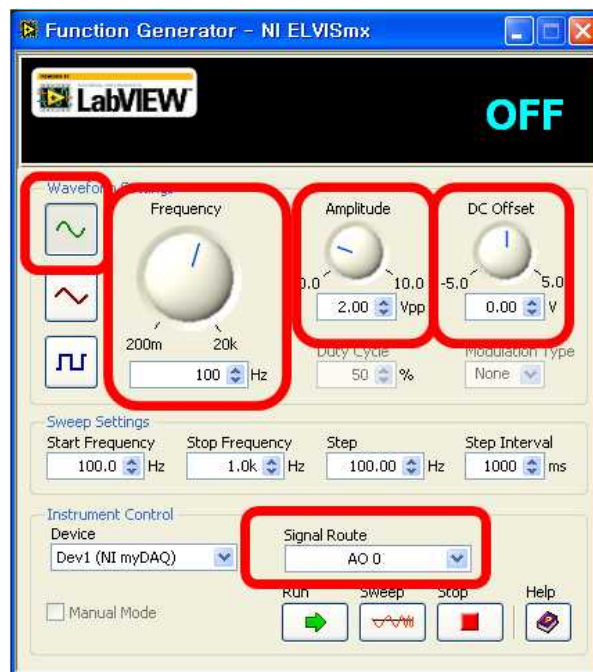 Function Generator - NI ELVISmx
LabVIEW
OFF
Waveform Settings
Frequency
200m 20k
100 Hz
Amplitude
0.0 10.0
2.00 Vpp
DC Offset
-5.0 5.0
0.00 V
Duty Cycle
50 %
Modulation Type
None
Sweep Settings
Start Frequency
100.0 Hz
Stop Frequency
1.0k Hz
Step
100.00 Hz
Step Interval
1000 ms
Instrument Control
Device
Dev1 (NI myDAQ)
Signal Route
AO 0
Manual Mode
Run
Sweep
Stop
Help